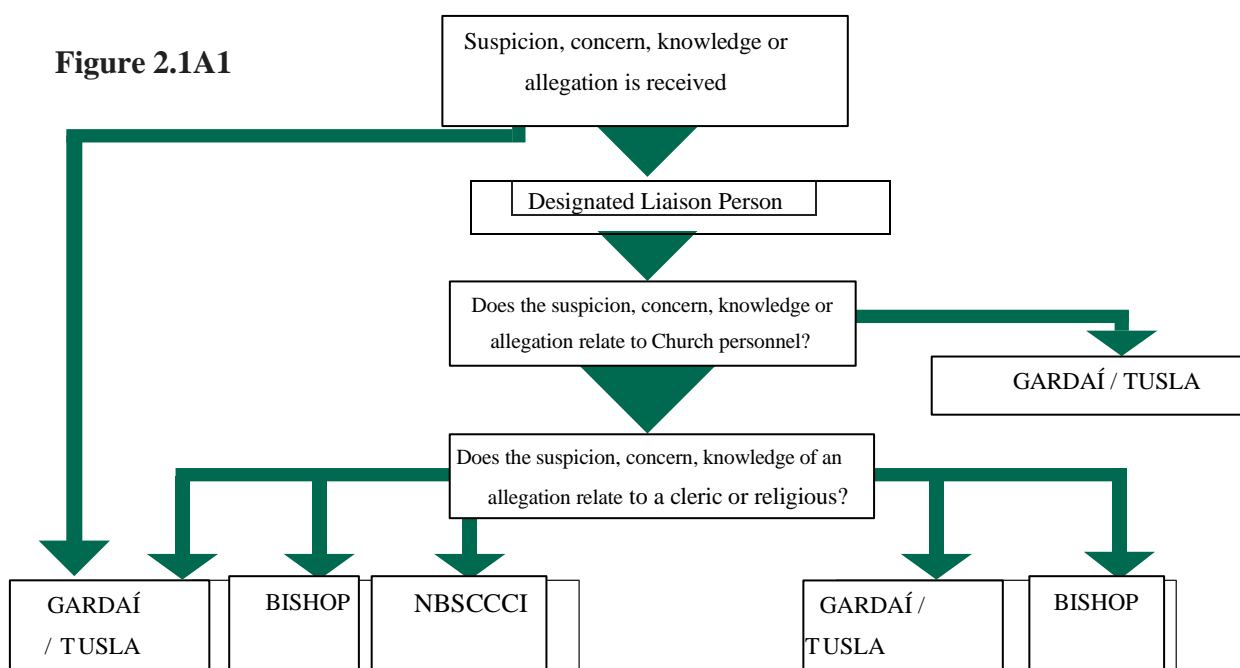 Figure 2.1A1
Suspicion, concern, knowledge or
allegation is received
Designated Liaison Person
Does the suspicion, concern, knowledge or
allegation relate to Church personnel?
GARDAÍ / TUSLA
Does the suspicion, concern, knowledge of an
allegation relate to a cleric or religious?
GARDAÍ
/ TUSLA
BISHOP
NBSCCCI
GARDAÍ /
TUSLA
BISHOP